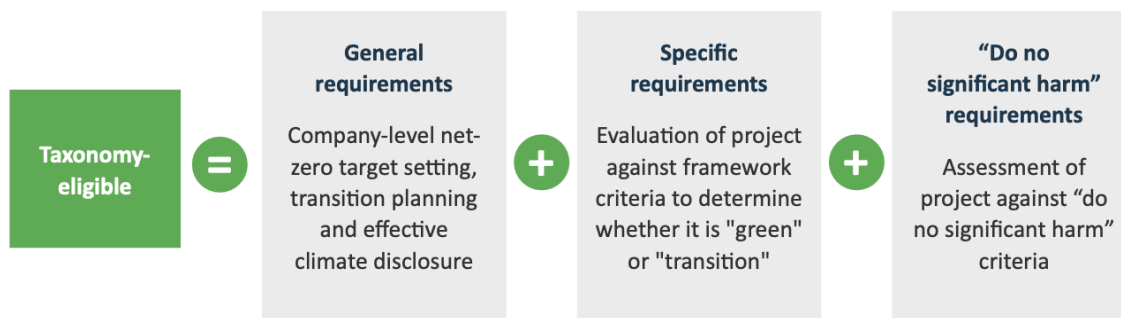 Taxonomy-
eligible
=
General
requirements
Company-level net-
zero target setting,
transition planning
and effective
climate disclosure
+
Specific
requirements
Evaluation of project
against framework
criteria to determine
whether it is "green"
or "transition"
+
“Do no
significant harm”
requirements
Assessment of
project against “do
no significant harm”
criteria